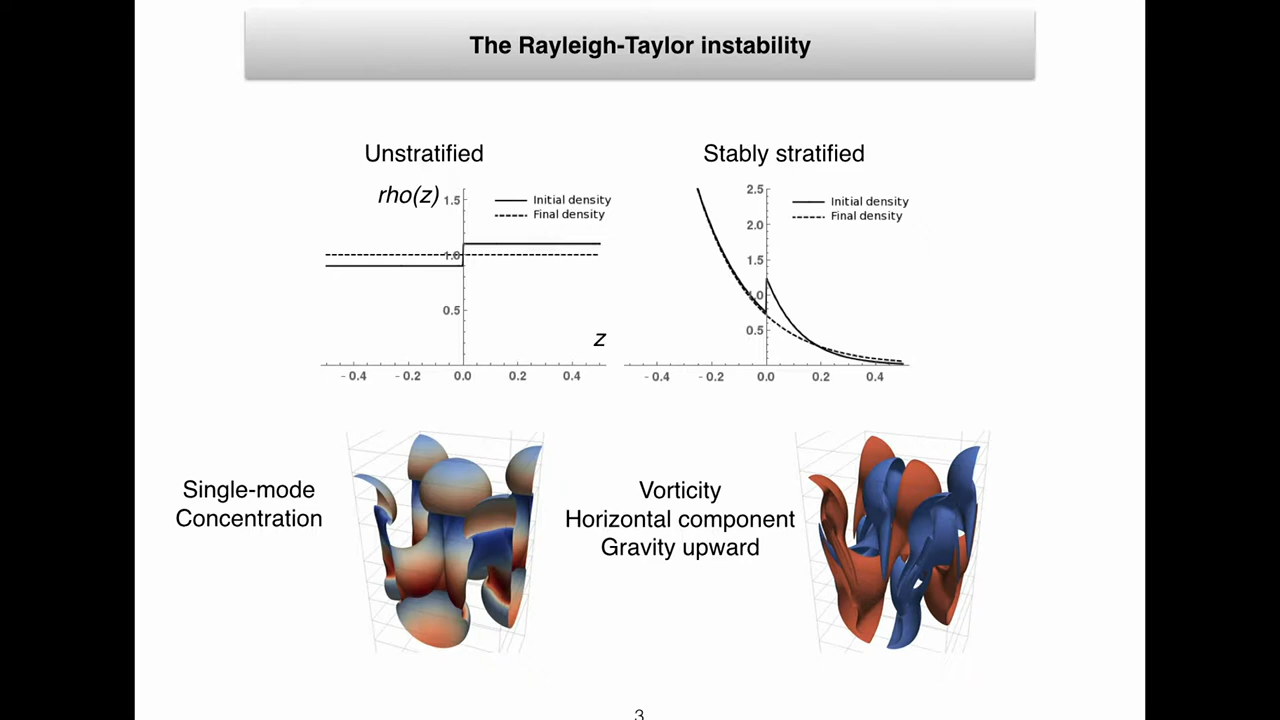 The Rayleigh-Taylor instability
Unstratified
rho(z)
1.5
1.0
0.5
Initial density
Final density
z
- 0.4 - 0.2 0.0 0.2 0.4
Stably stratified
2.5
2.0
1.5
1.0
0.5
Initial density
Final density
- 0.4 - 0.2 0.0 0.2 0.4
Single-mode
Concentration
Vorticity
Horizontal component
Gravity upward
3